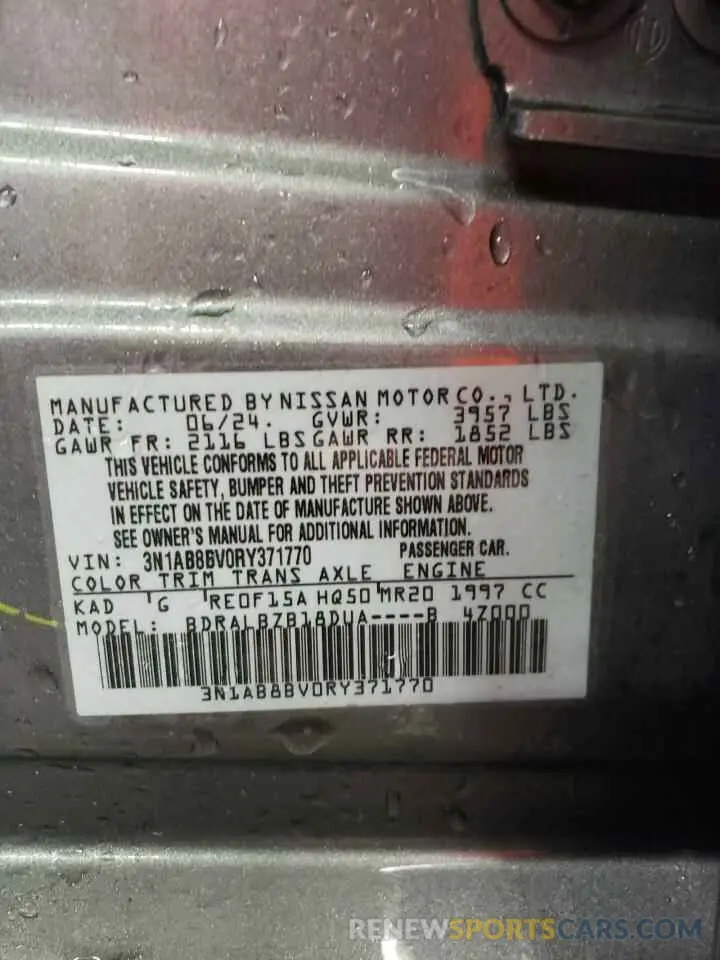 MANUFACTURED BY NISSAN MOTOR CO., LTD.
DATE: 06/24. GVWR: 3957 LBS
GAWR FR: 2116 LBS GAWR RR: 1852 LBS
THIS VEHICLE CONFORMS TO ALL APPLICABLE FEDERAL MOTOR
VEHICLE SAFETY, BUMPER AND THEFT PREVENTION STANDARDS
IN EFFECT ON THE DATE OF MANUFACTURE SHOWN ABOVE.
SEE OWNER'S MANUAL FOR ADDITIONAL INFORMATION.
VIN: 3N1AB8BV0RY371770 PASSENGER CAR.
COLOR TRIM TRANS AXLE ENGINE
KAD G RE0F15A HQ50 MR20 1997 CC
MODEL: BDRALBZB18DUA----B 4Z000
3N1AB8BV0RY371770
RENEWSPORTSCARS.COM